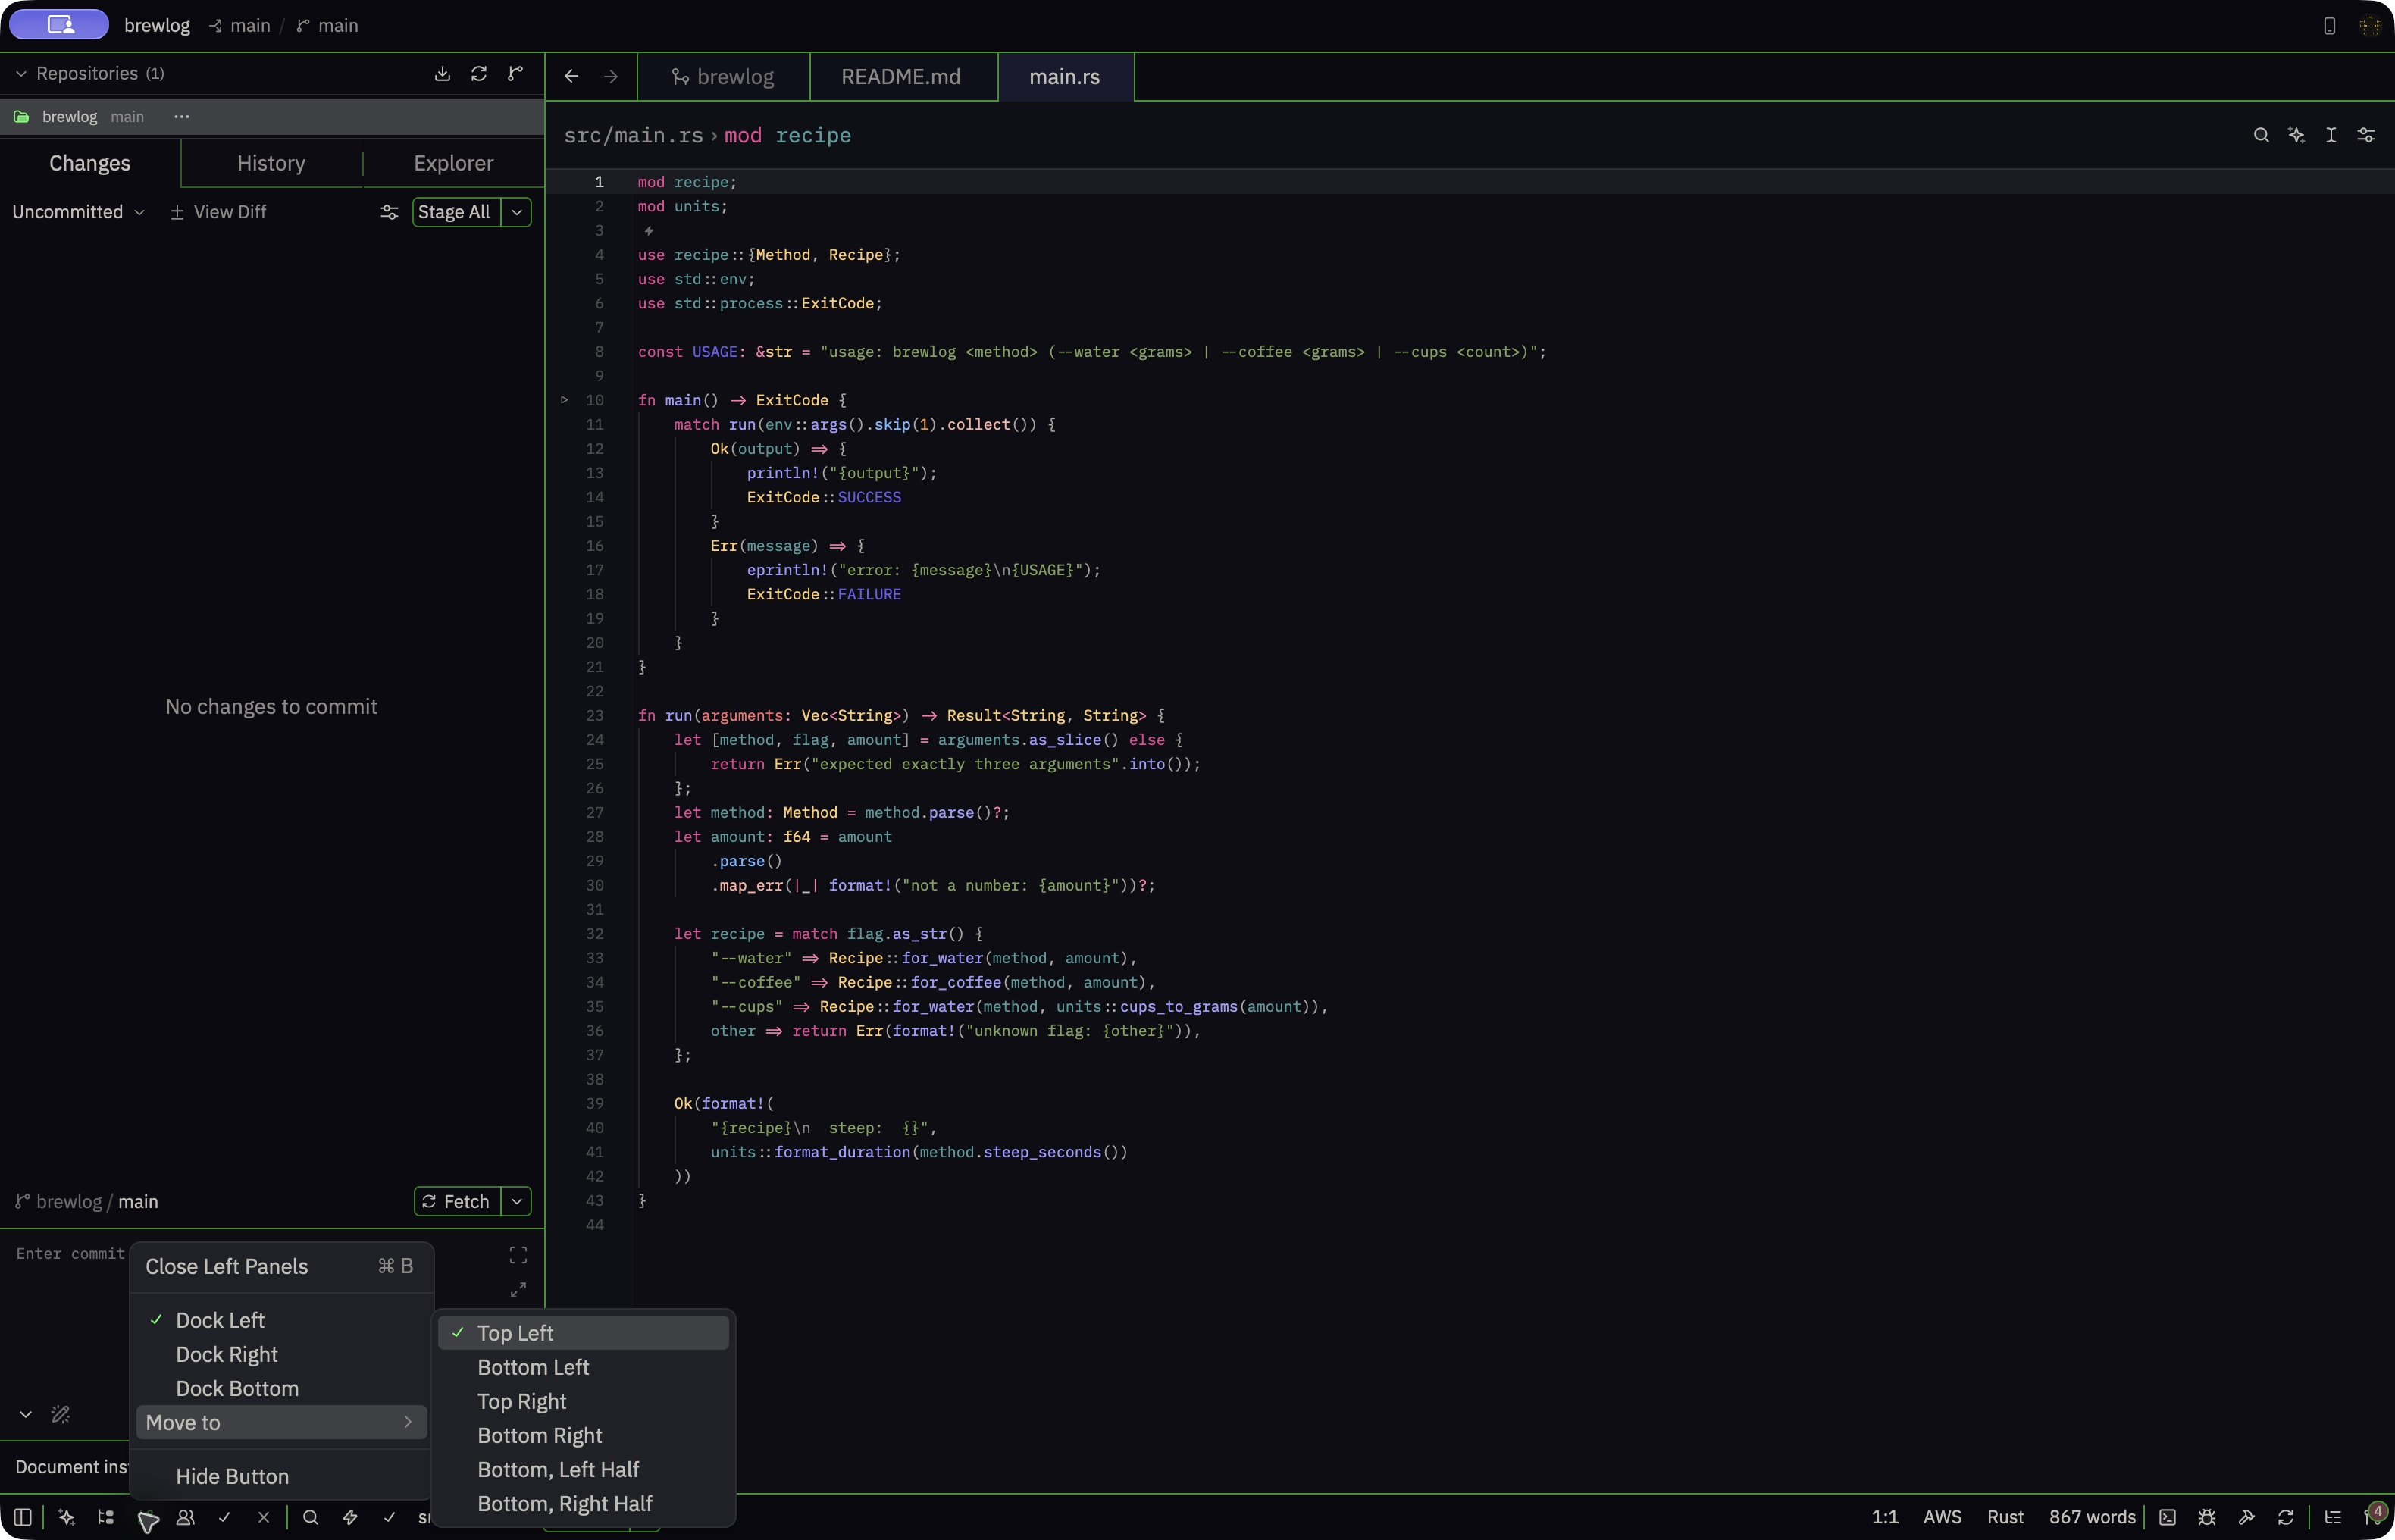 brewlog main / main
Repositories (1)
brewlog main ...
Changes History Explorer
Uncommitted View Diff Stage All
No changes to commit
brewlog / main Fetch
Enter commit
Close Left Panels ⌘ B
Dock Left
Dock Right
Dock Bottom
Move to
Hide Button
Top Left
Bottom Left
Top Right
Bottom Right
Bottom, Left Half
Bottom, Right Half
Document ins
brewlog README.md main.rs
src/main.rs › mod recipe
1 mod recipe;
2 mod units;
3
4 use recipe::{Method, Recipe};
5 use std::env;
6 use std::process::ExitCode;
7
8 const USAGE: &str = "usage: brewlog <method> (--water <grams> | --coffee <grams> | --cups <count>)";
9
10 fn main() -> ExitCode {
11     match run(env::args().skip(1).collect()) {
12         Ok(output) => {
13             println!("{output}");
14             ExitCode::SUCCESS
15         }
16         Err(message) => {
17             eprintln!("error: {message}\n{USAGE}");
18             ExitCode::FAILURE
19         }
20     }
21 }
22
23 fn run(arguments: Vec<String>) -> Result<String, String> {
24     let [method, flag, amount] = arguments.as_slice() else {
25         return Err("expected exactly three arguments".into());
26     };
27     let method: Method = method.parse()?;
28     let amount: f64 = amount
29         .parse()
30         .map_err(|_| format!("not a number: {amount}"))?;
31
32     let recipe = match flag.as_str() {
33         "--water" => Recipe::for_water(method, amount),
34         "--coffee" => Recipe::for_coffee(method, amount),
35         "--cups" => Recipe::for_water(method, units::cups_to_grams(amount)),
36         other => return Err(format!("unknown flag: {other}")),
37     };
38
39     Ok(format!(
40         "{recipe}\n  steep:  {}",
41         units::format_duration(method.steep_seconds())
42     ))
43 }
44
1:1 AWS Rust 867 words 4